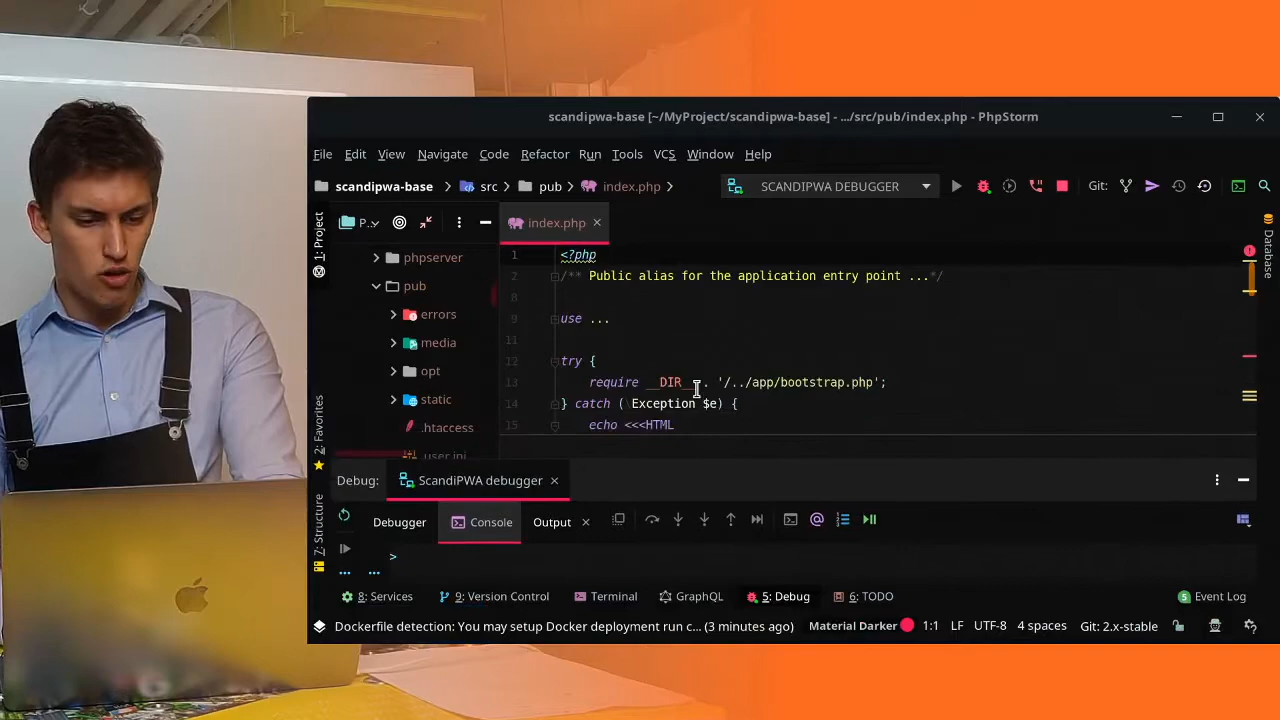 scandipwa-base [~/MyProject/scandipwa-base] - .../src/pub/index.php - PhpStorm
File Edit View Navigate Code Refactor Run Tools VCS Window Help
scandipwa-base src pub index.php SCANDIPWA DEBUGGER Git:
1: Project
P..
index.php
phpserver
pub
errors
media
opt
static
.htaccess
.user.ini
1 <?php
2 /** Public alias for the application entry point ...*/
8
9 use ...
11
12 try {
13 require __DIR__ . '/../app/bootstrap.php';
14 } catch (\Exception $e) {
15 echo <<<HTML
Database
2: Favorites
7: Structure
Debug: ScandiPWA debugger
Debugger Console Output
>
8: Services 9: Version Control Terminal GraphQL 5: Debug 6: TODO 5 Event Log
Dockerfile detection: You may setup Docker deployment run c... (3 minutes ago) Material Darker 1:1 LF UTF-8 4 spaces Git: 2.x-stable